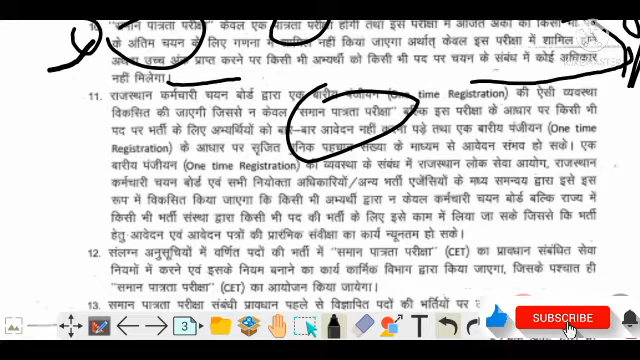 10. "समान पात्रता परीक्षा" केवल एक पात्रता परीक्षा होगी तथा इस परीक्षा में अर्जित अंकों को किसी भी
के अंतिम चयन के लिए गणना में शामिल नहीं किया जाएगा अर्थात् केवल इस परीक्षा में शामिल होने
अथवा उच्च अंक प्राप्त करने पर किसी भी अभ्यर्थी को किसी भी पद पर चयन के संबंध में कोई अधिकार
नहीं मिलेगा।
11. राजस्थान कर्मचारी चयन बोर्ड द्वारा एक बारीय पंजीयन (One time Registration) की ऐसी व्यवस्था
विकसित की जाएगी जिससे न केवल "समान पात्रता परीक्षा" बल्कि इस परीक्षा के आधार पर किसी भी
पद पर भर्ती के लिए अभ्यर्थियों को बार-बार आवेदन नहीं करना पड़े तथा एक बारीय पंजीयन (One time
Registration) के आधार पर सृजित यूनिक पहचान संख्या के माध्यम से आवेदन संभव हो सके। एक
बारीय पंजीयन (One time Registration) की व्यवस्था के संबंध में राजस्थान लोक सेवा आयोग, राजस्थान
कर्मचारी चयन बोर्ड एवं सभी नियोक्ता अधिकारियों/अन्य भर्ती एजेंसियों के मध्य समन्वय द्वारा इसे इस
रूप में विकसित किया जाएगा कि किसी भी अभ्यर्थी द्वारा न केवल कर्मचारी चयन बोर्ड बल्कि राज्य में
किसी भी भर्ती संस्था द्वारा किसी भी पद की भर्ती के लिए इसे काम में लिया जा सके जिससे कि भर्ती
हेतु आवेदन एवं आवेदन पत्रों की प्रारंभिक संवीक्षा का कार्य न्यूनतम हो सके।
12. संलग्न अनुसूचियों में वर्णित पदों की भर्ती में "समान पात्रता परीक्षा" (CET) का प्रावधान संबंधित सेवा
नियमों में करने एवं इसके नियम बनाने का कार्य कार्मिक विभाग द्वारा किया जाएगा, जिसके पश्चात ही
"समान पात्रता परीक्षा" (CET) का आयोजन किया जायेगा।
13. समान पात्रता परीक्षा संबंधी प्रावधान पहले से विज्ञापित पदों की भर्तियों पर
3
T
SUBSCRIBE